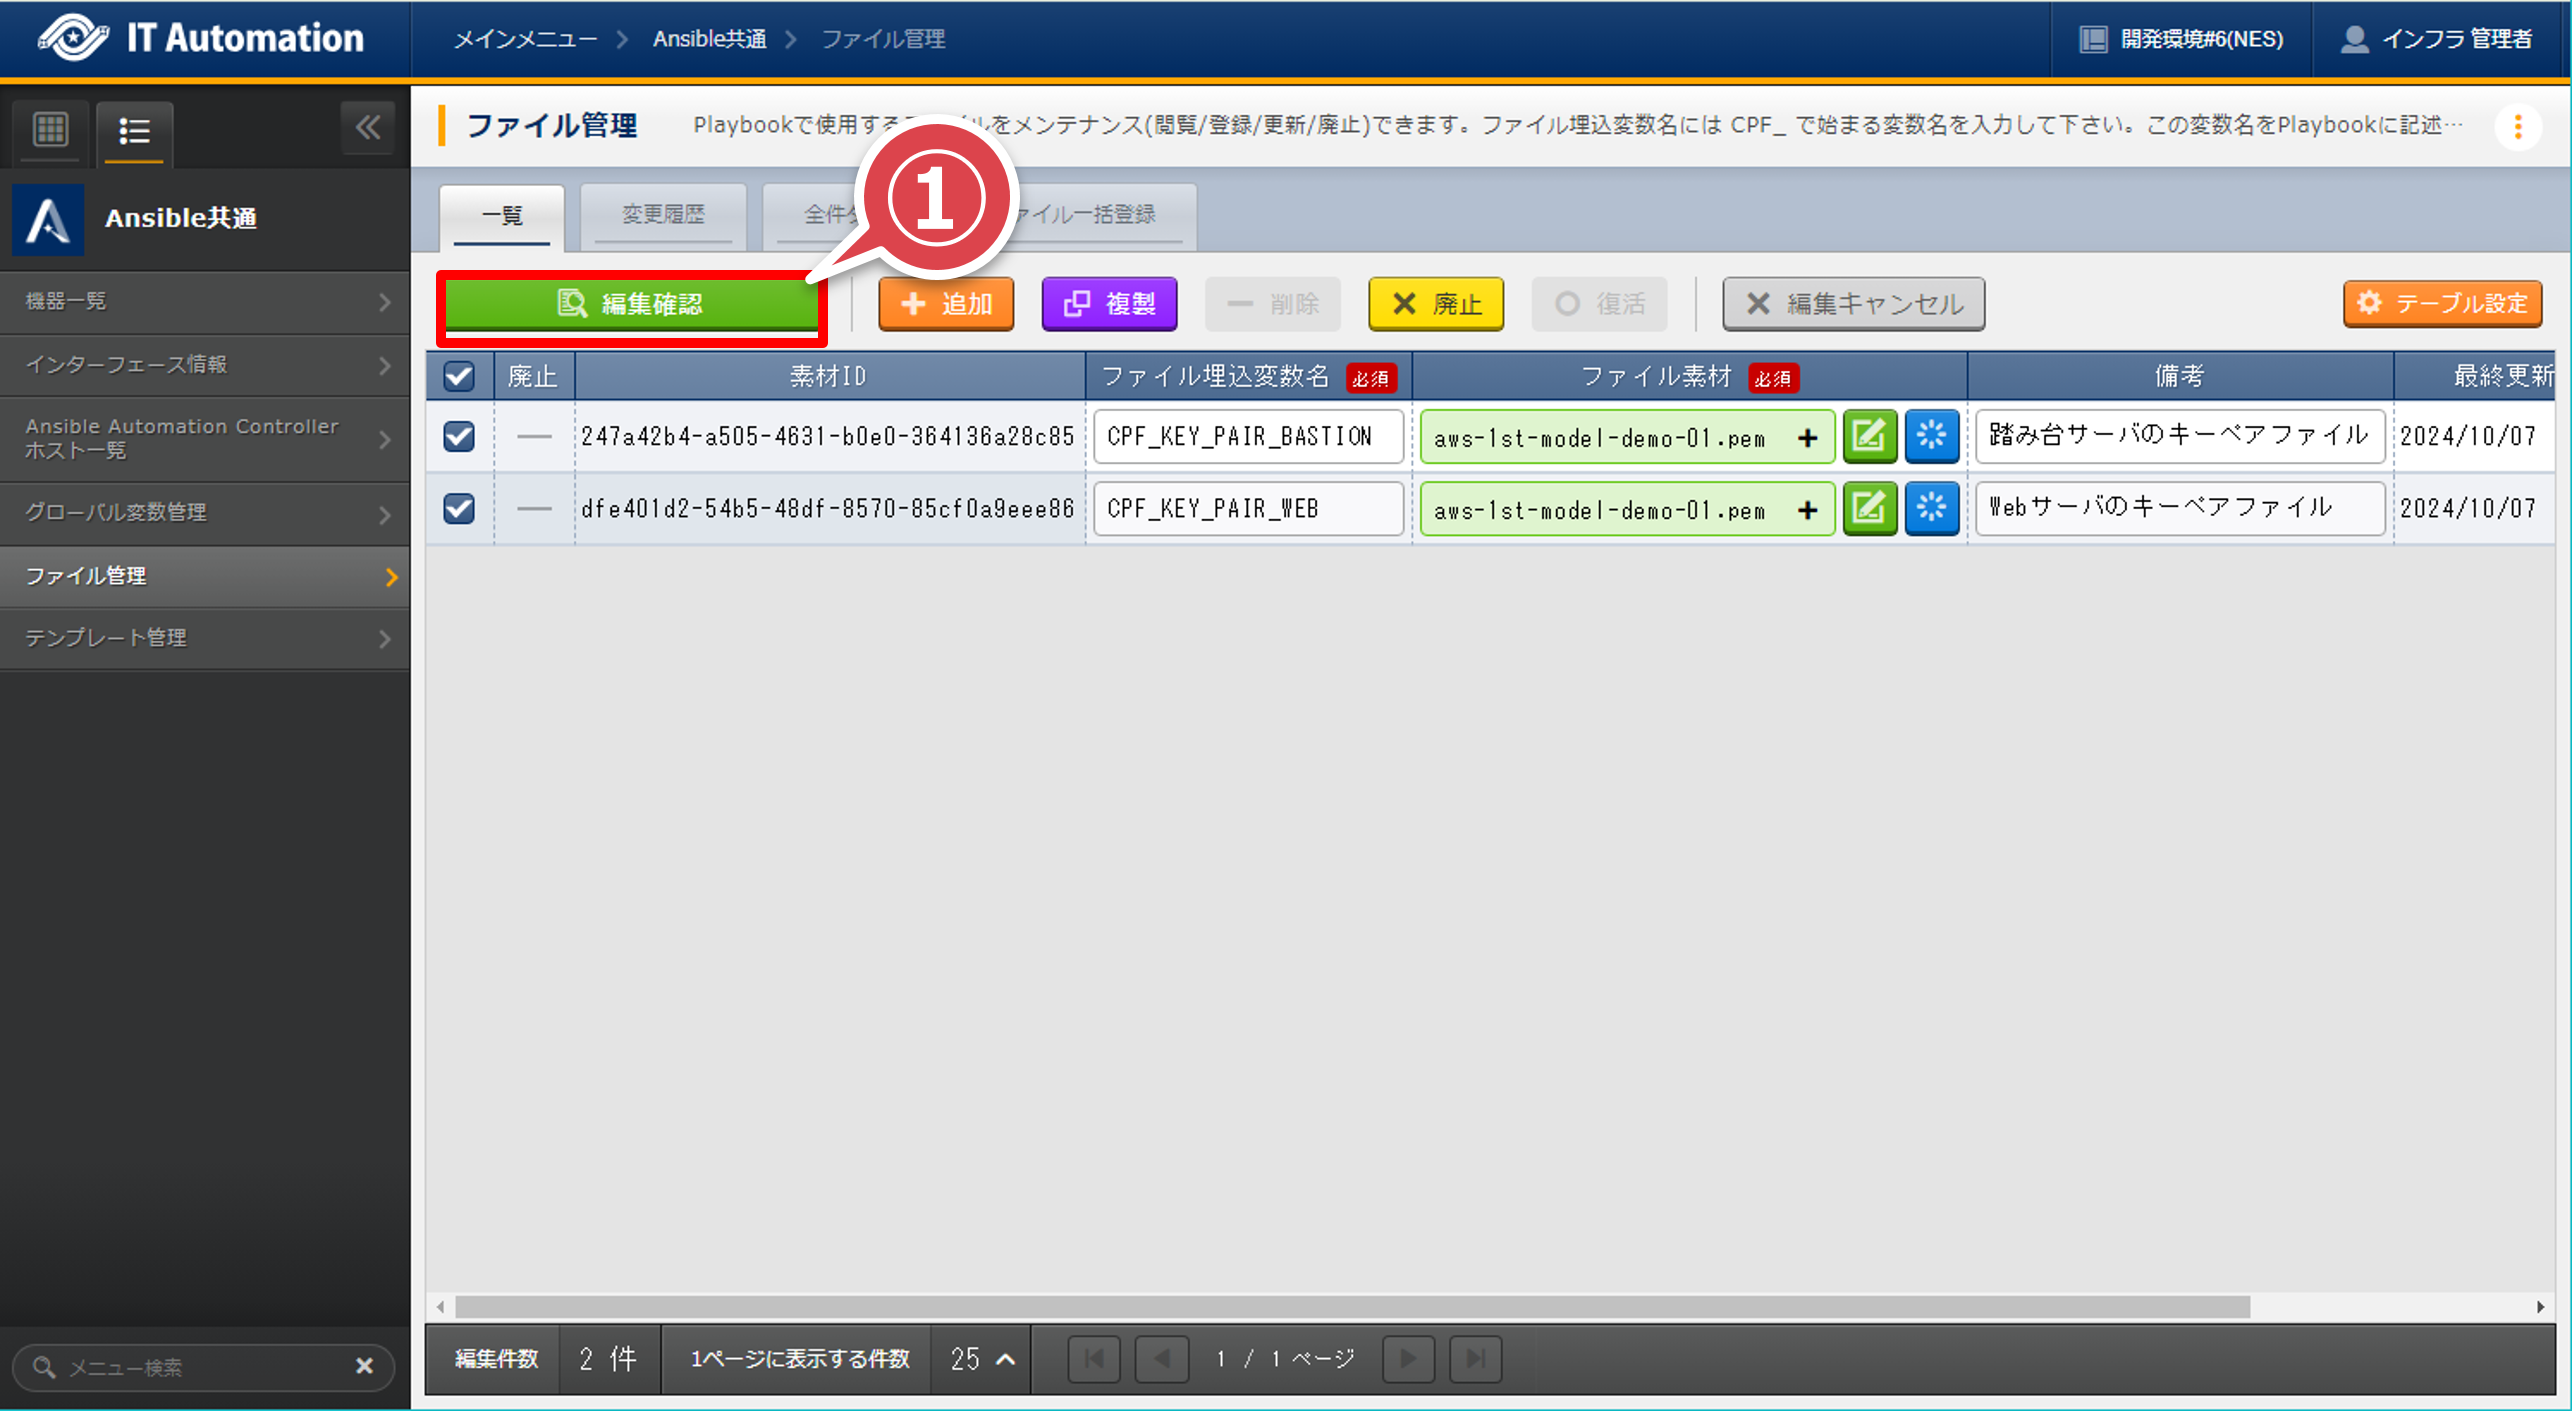 IT Automation
メインメニュー > Ansible共通 > ファイル管理
開発環境#6(NES)
インフラ 管理者
ファイル管理
Playbookで使用する
ルをメンテナンス(閲覧/登録/更新/廃止)できます。ファイル埋込変数名には CPF_ で始まる変数名を入力して下さい。この変数名をPlaybookに記述…
Ansible共通
一覧
変更履歴
全件
ァイル一括登録
1
編集確認
追加
複製
削除
廃止
復活
編集キャンセル
テーブル設定
機器一覧
インターフェース情報
Ansible Automation Controller
ホスト一覧
グローバル変数管理
ファイル管理
テンプレート管理
廃止 素材ID ファイル埋込変数名 必須 ファイル素材 必須 備考 最終更新
247a42b4-a505-4631-b0e0-364136a28c85 CPF_KEY_PAIR_BASTION aws-1st-model-demo-01.pem + 踏み台サーバのキーペアファイル 2024/10/07
dfe401d2-54b5-48df-8570-85cf0a9eee86 CPF_KEY_PAIR_WEB aws-1st-model-demo-01.pem + Webサーバのキーペアファイル 2024/10/07
メニュー検索
編集件数 2 件 1ページに表示する件数 25 1 / 1 ページ